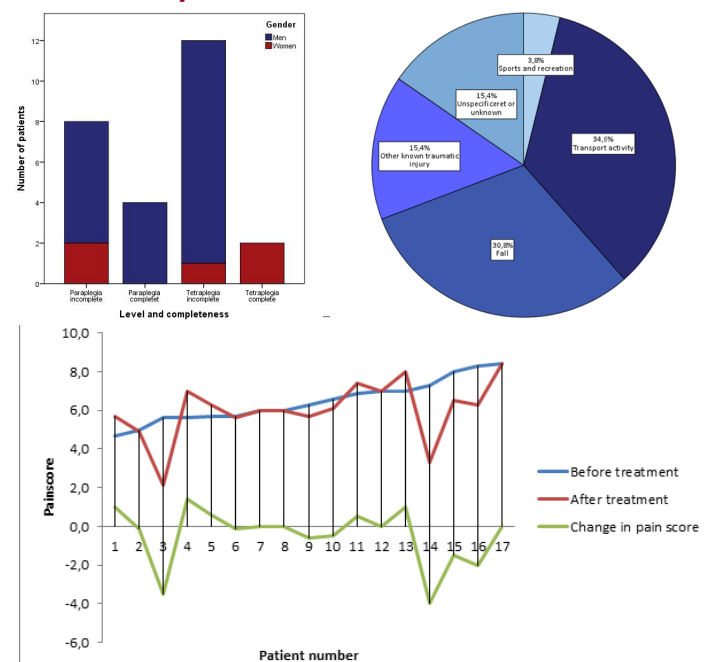 Gender
Men
Women
Number of patients
12
10
8
6
4
2
0
Paraplegia
incomplete
Paraplegia
completet
Tetraplegia
incomplete
Tetraplegia
complete
Level and completeness
3,8%
Sports and recreation
15,4%
Unspecificeret or
unknown
34,6%
Transport activity
15,4%
Other known traumatic
injury
30,8%
Fall
10,0
8,0
6,0
4,0
2,0
0,0
-2,0
-4,0
-6,0
Painscore
1 2 3 4 5 6 7 8 9 10 11 12 13 14 15 16 17
Before treatment
After treatment
Change in pain score
Patient number